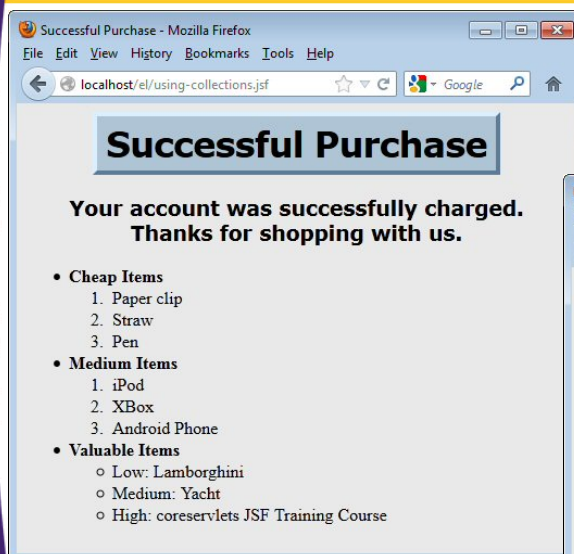 Successful Purchase - Mozilla Firefox
File Edit View History Bookmarks Tools Help
localhost/el/using-collections.jsf Google
Successful Purchase
Your account was successfully charged.
Thanks for shopping with us.
• Cheap Items
1. Paper clip
2. Straw
3. Pen
• Medium Items
1. iPod
2. XBox
3. Android Phone
• Valuable Items
○ Low: Lamborghini
○ Medium: Yacht
○ High: coreservlets JSF Training Course